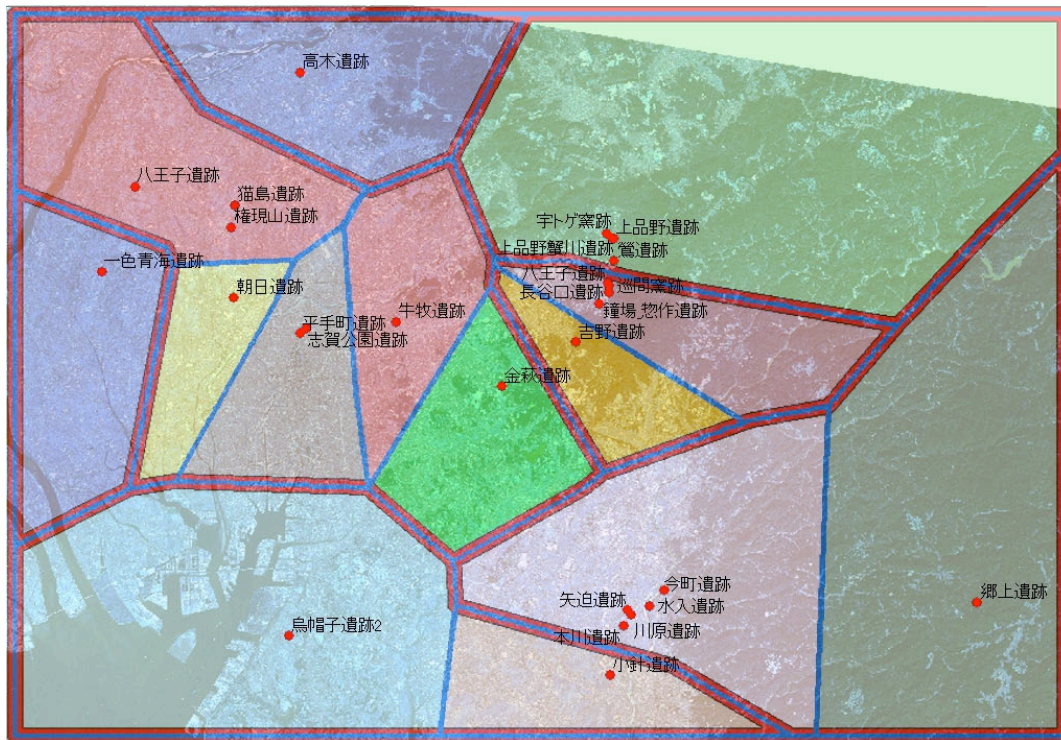 高木遺跡
八王子遺跡
猫島遺跡
権現山遺跡
宇トゲ窯跡
上品野遺跡
上品野蟹川遺跡
鶯遺跡
一色青海遺跡
八王子遺跡
巡間窯跡
朝日遺跡
長谷口遺跡
鐘場,惣作遺跡
平手町遺跡
牛牧遺跡
志賀公園遺跡
吉野遺跡
金萩遺跡
今町遺跡
矢迫遺跡
水入遺跡
郷上遺跡
烏帽子遺跡2
本川遺跡
川原遺跡
小針遺跡